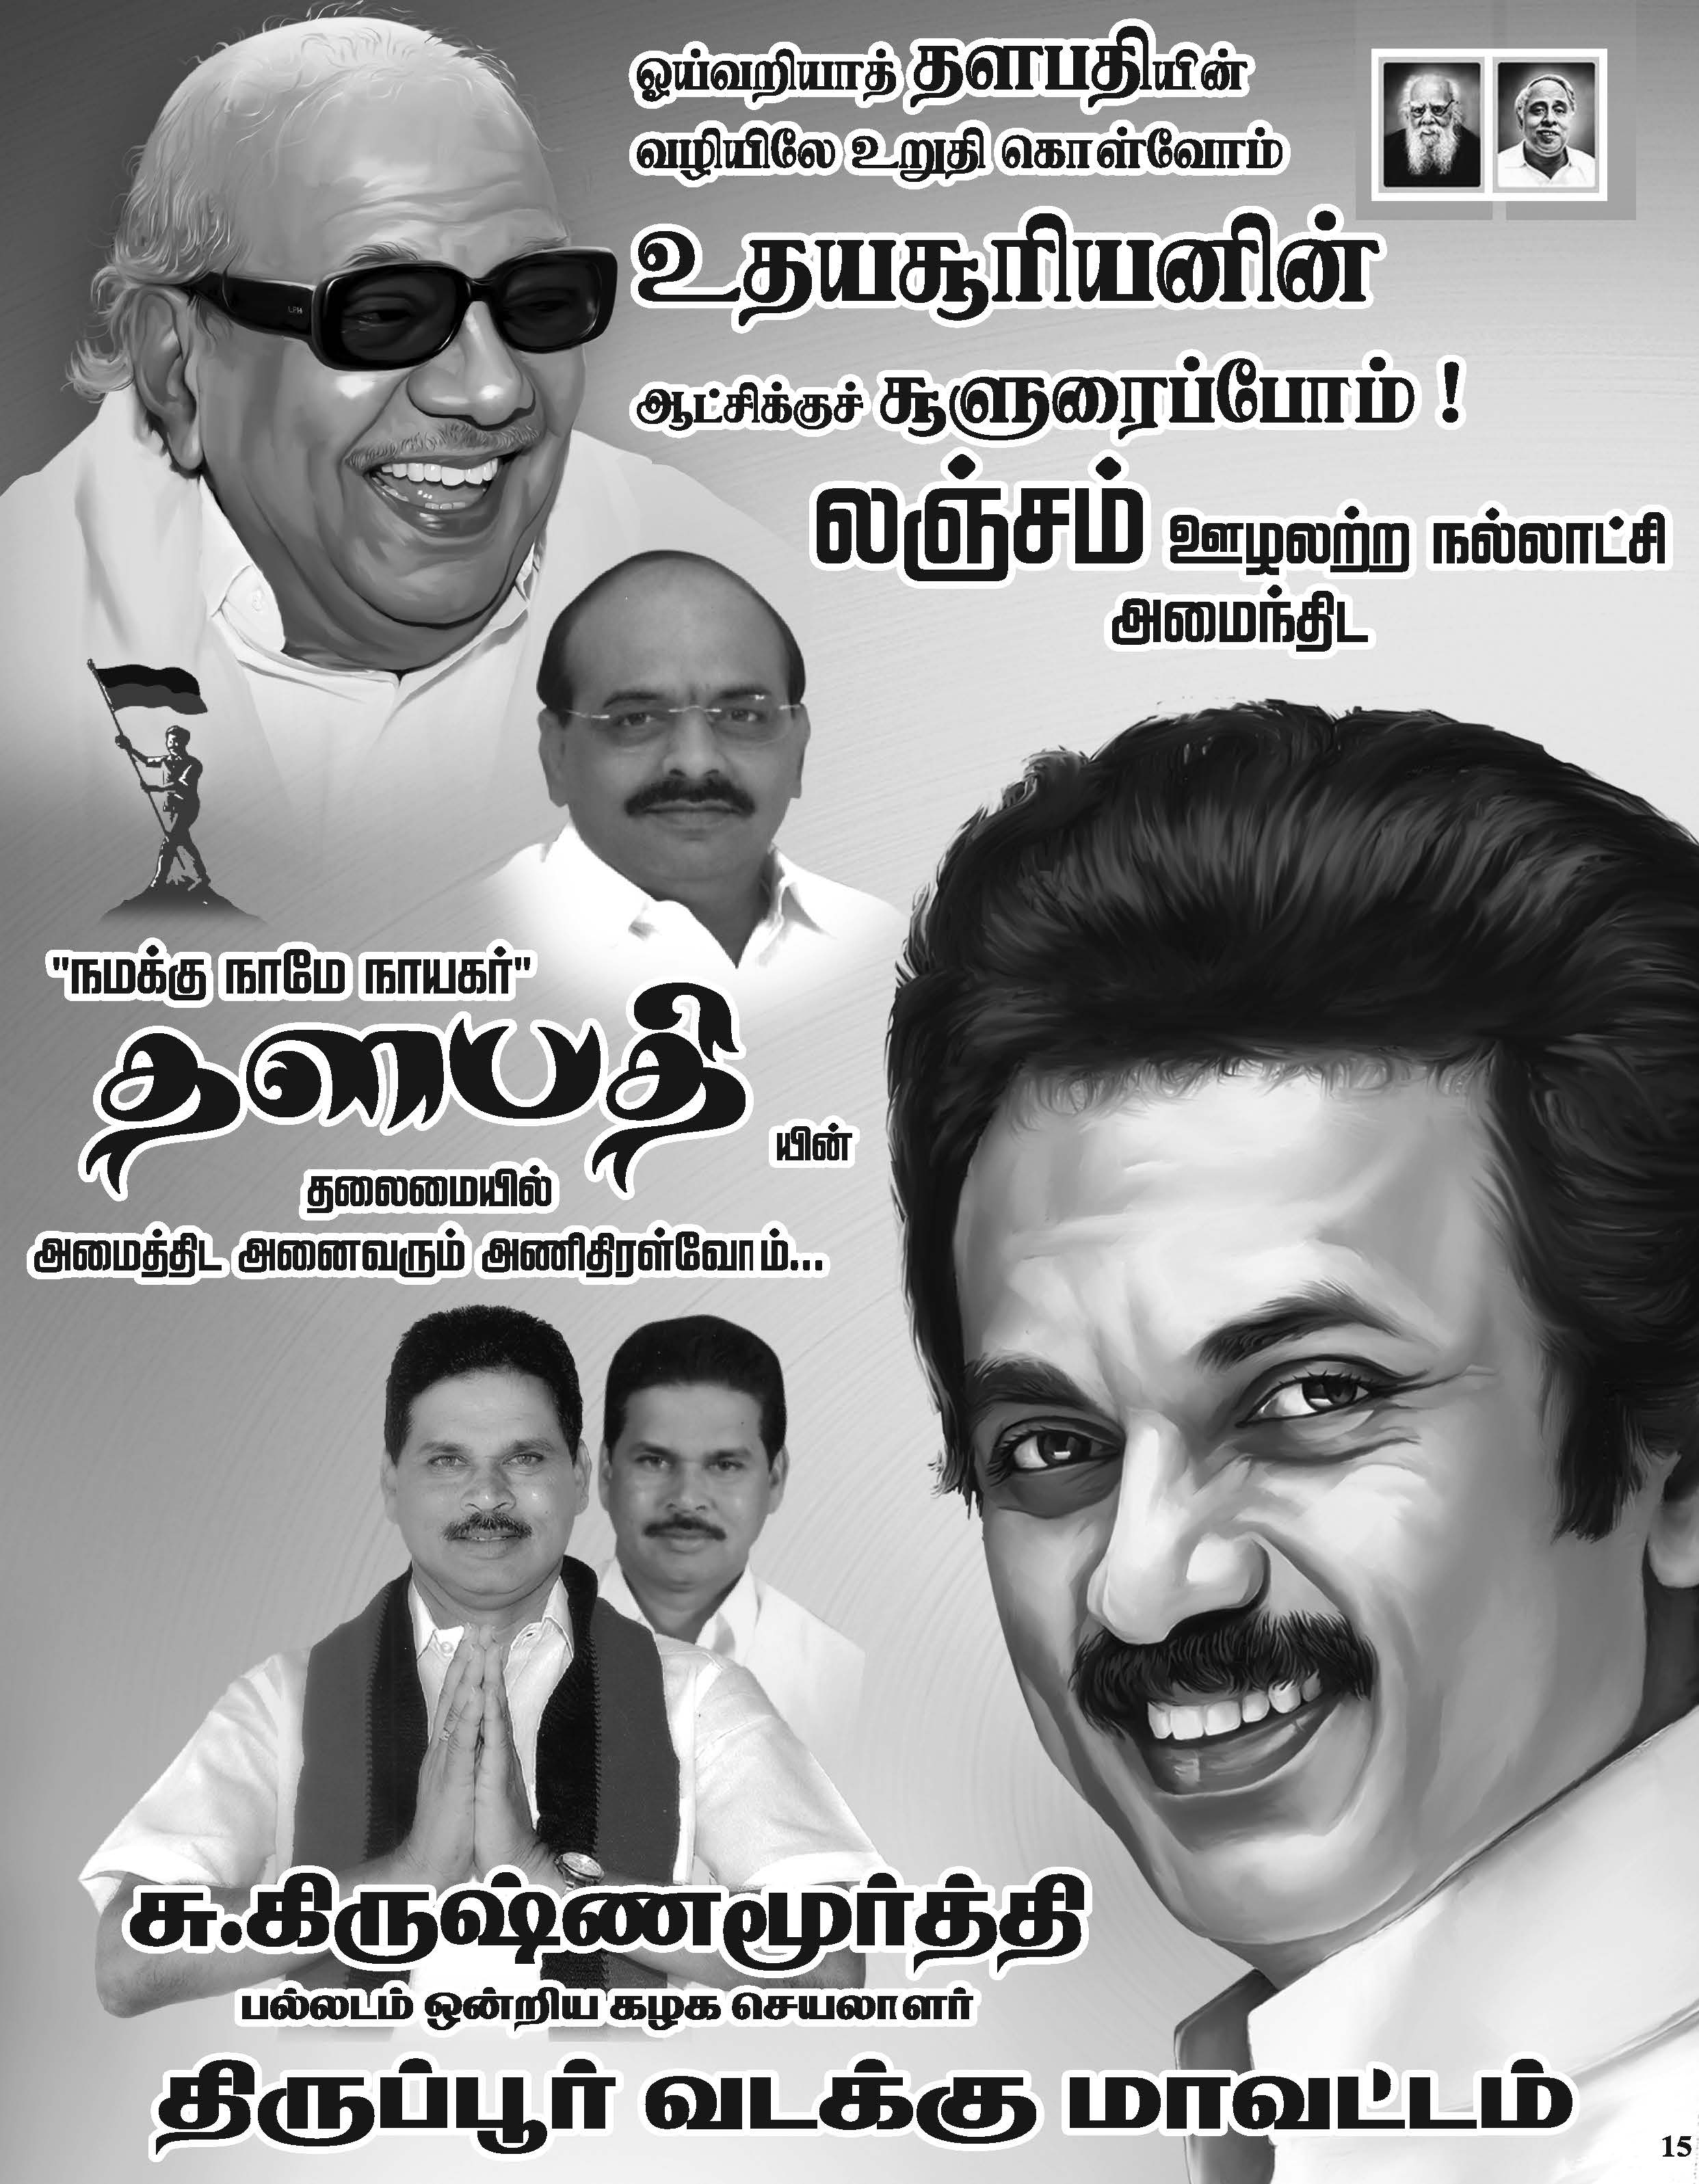 ஓய்வறியாத் தளபதியின்
வழியிலே உறுதி கொள்வோம்
உதயசூரியனின்
ஆட்சிக்குச் சூளுரைப்போம் !
லஞ்சம் ஊழலற்ற நல்லாட்சி
அமைந்திட
"நமக்கு நாமே நாயகர்"
தளபதி யின்
தலைமையில்
அமைத்திட அனைவரும் அணிதிரள்வோம்...
சு.கிருஷ்ணமூர்த்தி
பல்லடம் ஒன்றிய கழக செயலாளர்
திருப்பூர் வடக்கு மாவட்டம்
15